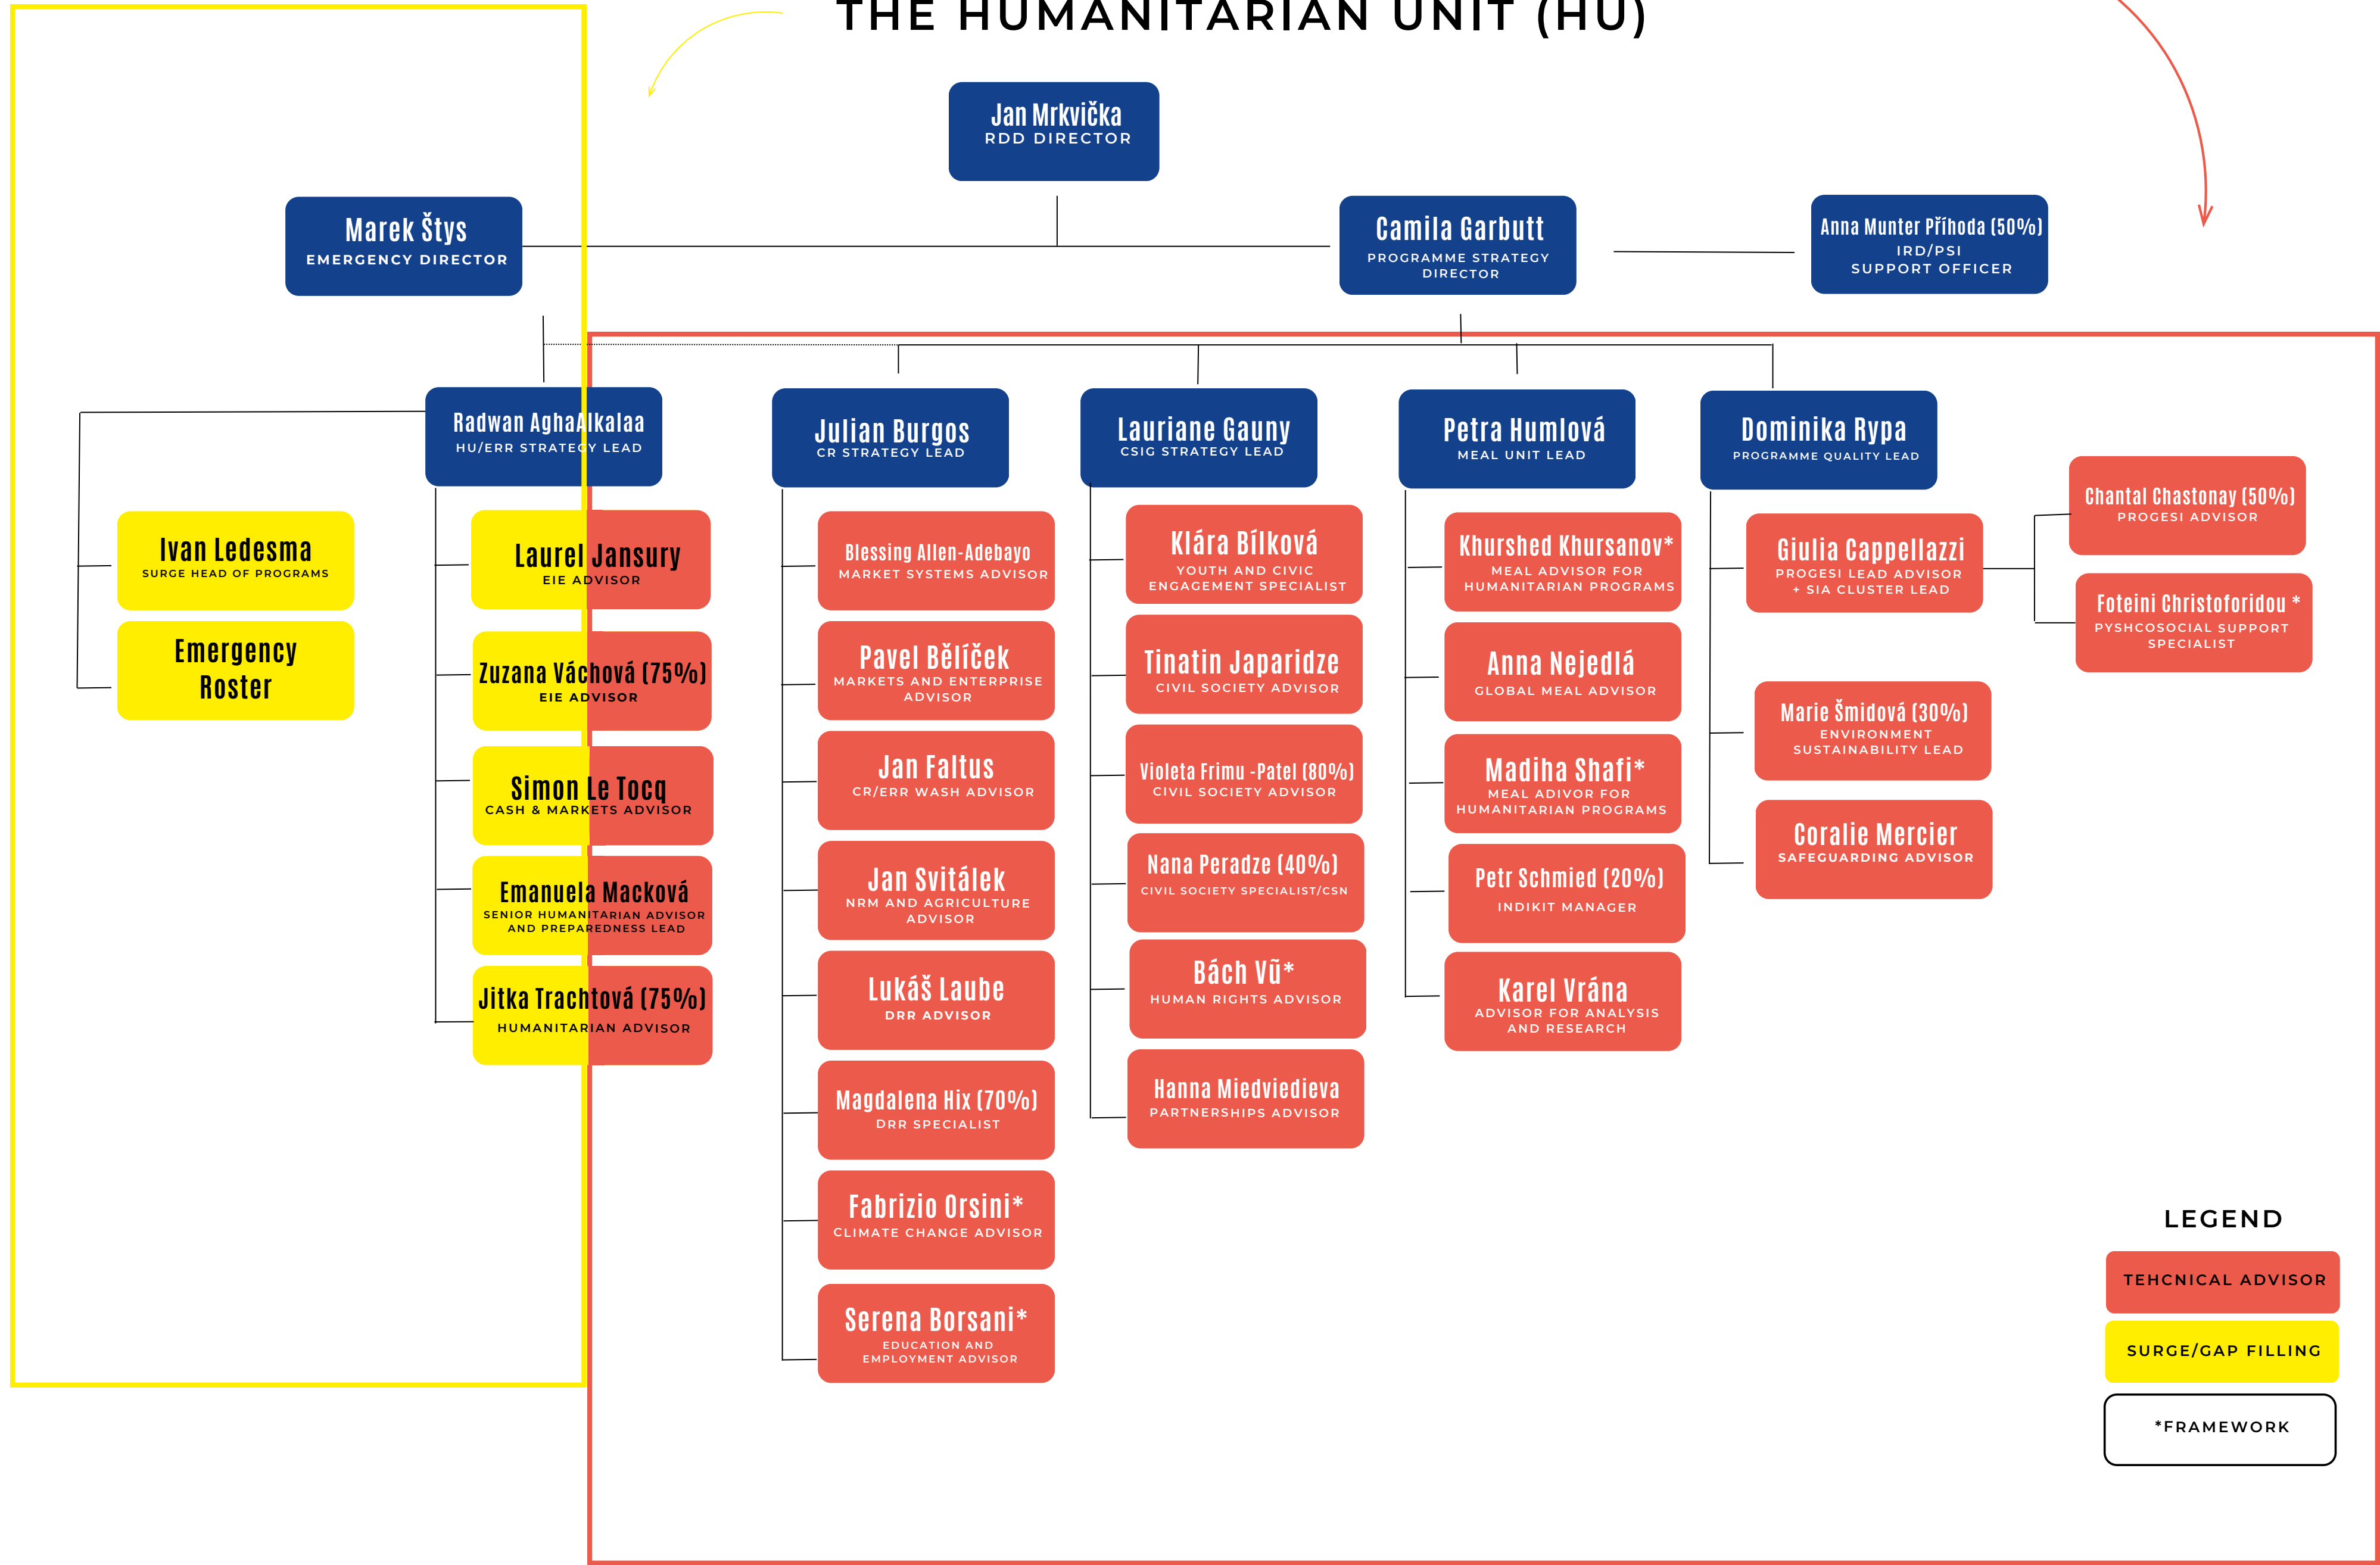 THE HUMANITARIAN UNIT (HU)
Jan Mrkvička
RDD DIRECTOR
Marek Štys
EMERGENCY DIRECTOR
Camila Garbutt
PROGRAMME STRATEGY
DIRECTOR
Anna Munter Příhoda (50%)
IRD/PSI
SUPPORT OFFICER
Radwan AghaAlkalaa
HU/ERR STRATEGY LEAD
Julian Burgos
CR STRATEGY LEAD
Lauriane Gauny
CSIG STRATEGY LEAD
Petra Humlová
MEAL UNIT LEAD
Dominika Rypa
PROGRAMME QUALITY LEAD
Ivan Ledesma
SURGE HEAD OF PROGRAMS
Emergency
Roster
Laurel Jansury
EIE ADVISOR
Zuzana Váchová (75%)
EIE ADVISOR
Simon Le Tocq
CASH & MARKETS ADVISOR
Emanuela Macková
SENIOR HUMANITARIAN ADVISOR
AND PREPAREDNESS LEAD
Jitka Trachtová (75%)
HUMANITARIAN ADVISOR
Blessing Allen-Adebayo
MARKET SYSTEMS ADVISOR
Pavel Bělíček
MARKETS AND ENTERPRISE
ADVISOR
Jan Faltus
CR/ERR WASH ADVISOR
Jan Svitálek
NRM AND AGRICULTURE
ADVISOR
Lukáš Laube
DRR ADVISOR
Magdalena Hix (70%)
DRR SPECIALIST
Fabrizio Orsini*
CLIMATE CHANGE ADVISOR
Serena Borsani*
EDUCATION AND
EMPLOYMENT ADVISOR
Klára Bílková
YOUTH AND CIVIC
ENGAGEMENT SPECIALIST
Tinatin Japaridze
CIVIL SOCIETY ADVISOR
Violeta Frimu -Patel (80%)
CIVIL SOCIETY ADVISOR
Nana Peradze (40%)
CIVIL SOCIETY SPECIALIST/CSN
Bách Vũ*
HUMAN RIGHTS ADVISOR
Hanna Miedviedieva
PARTNERSHIPS ADVISOR
Khurshed Khursanov*
MEAL ADVISOR FOR
HUMANITARIAN PROGRAMS
Anna Nejedlá
GLOBAL MEAL ADVISOR
Madiha Shafi*
MEAL ADIVOR FOR
HUMANITARIAN PROGRAMS
Petr Schmied (20%)
INDIKIT MANAGER
Karel Vrána
ADVISOR FOR ANALYSIS
AND RESEARCH
Giulia Cappellazzi
PROGESI LEAD ADVISOR
+ SIA CLUSTER LEAD
Marie Šmidová (30%)
ENVIRONMENT
SUSTAINABILITY LEAD
Coralie Mercier
SAFEGUARDING ADVISOR
Chantal Chastonay (50%)
PROGESI ADVISOR
Foteini Christoforidou *
PYSHCOSOCIAL SUPPORT
SPECIALIST
LEGEND
TEHCNICAL ADVISOR
SURGE/GAP FILLING
*FRAMEWORK